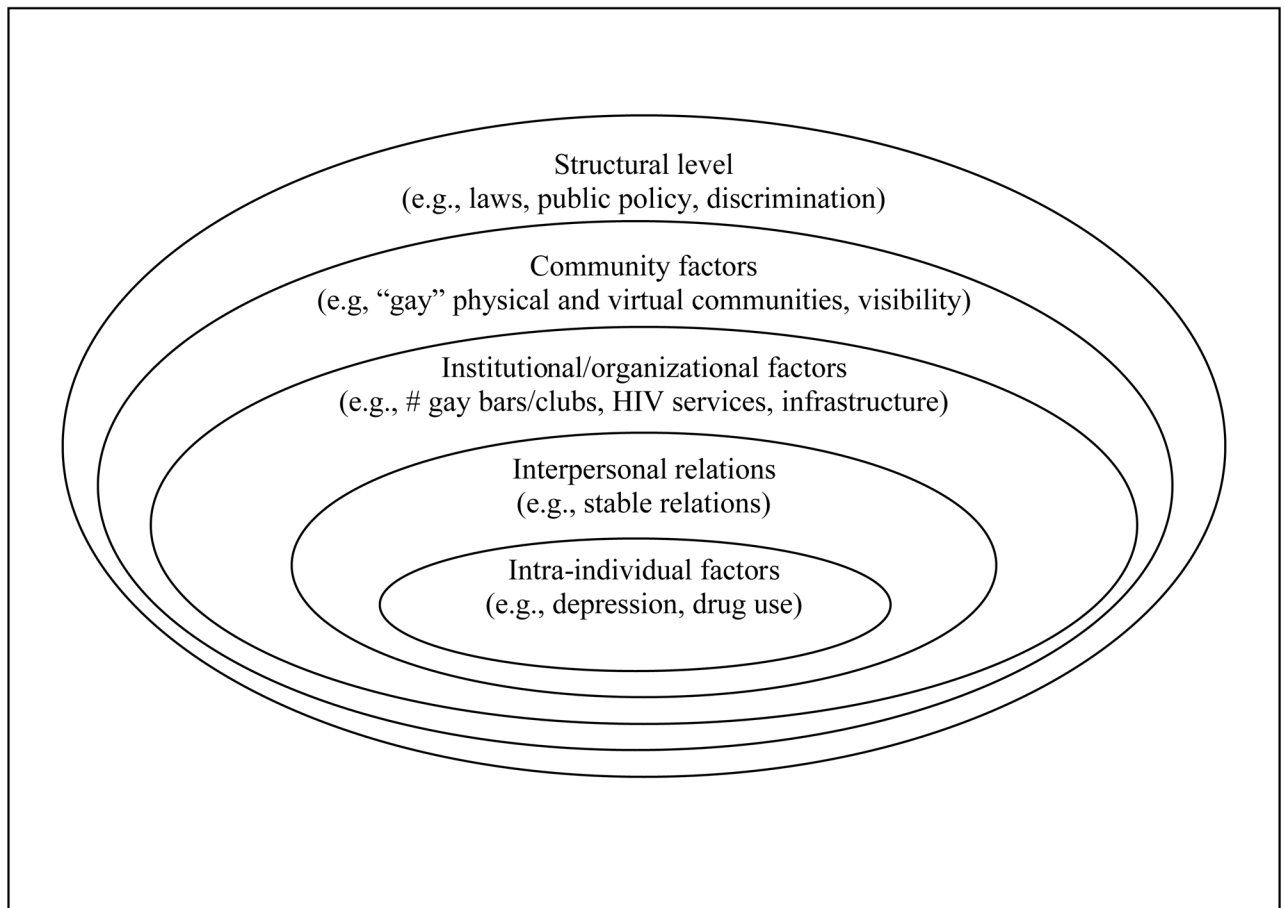 Structural level
(e.g., laws, public policy, discrimination)
Community factors
(e.g, “gay” physical and virtual communities, visibility)
Institutional/organizational factors
(e.g., # gay bars/clubs, HIV services, infrastructure)
Interpersonal relations
(e.g., stable relations)
Intra-individual factors
(e.g., depression, drug use)